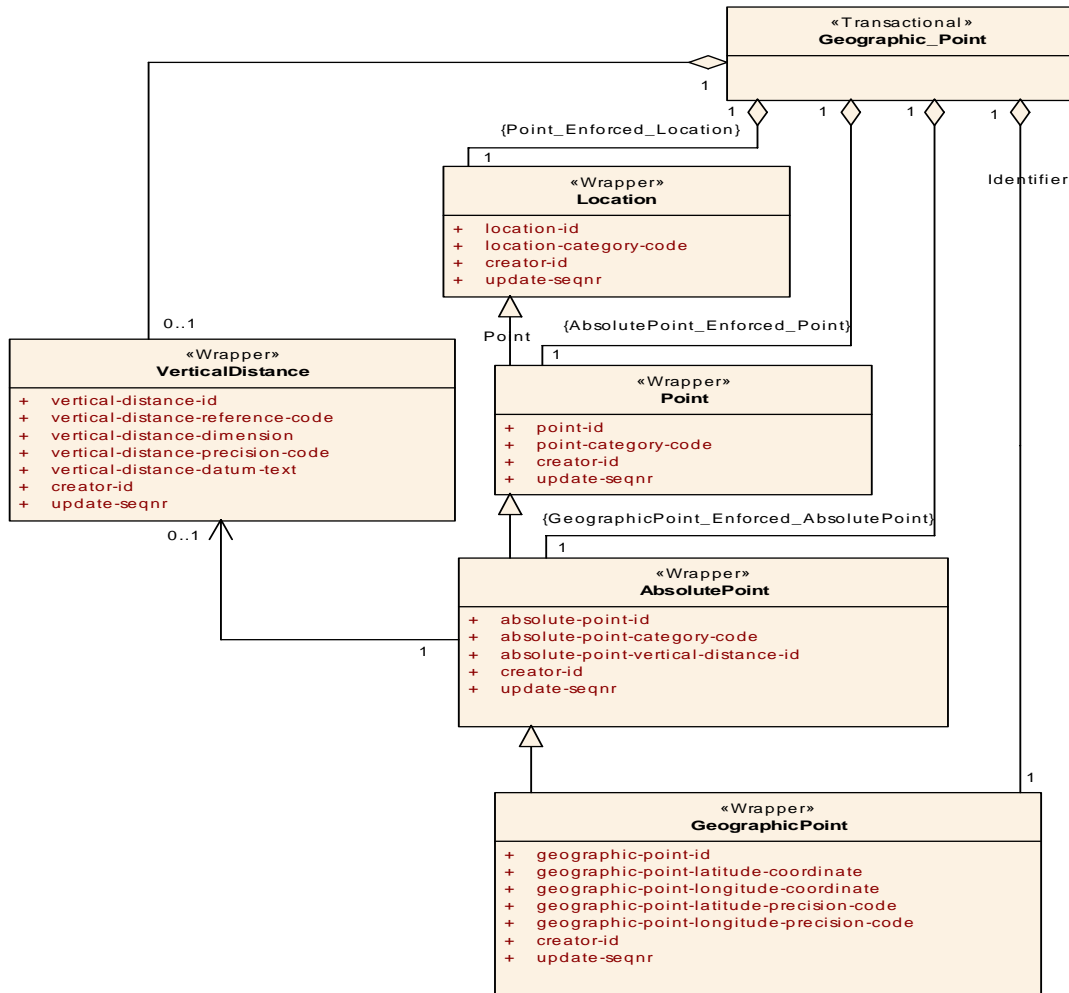 «Transactional»
Geographic_Point
1
1
1
1
1
{Point_Enforced_Location}
1
Identifier
«Wrapper»
Location
+ location-id
+ location-category-code
+ creator-id
+ update-seqnr
0..1
Point
{AbsolutePoint_Enforced_Point}
1
«Wrapper»
VerticalDistance
+ vertical-distance-id
+ vertical-distance-reference-code
+ vertical-distance-dimension
+ vertical-distance-precision-code
+ vertical-distance-datum-text
+ creator-id
+ update-seqnr
«Wrapper»
Point
+ point-id
+ point-category-code
+ creator-id
+ update-seqnr
0..1
{GeographicPoint_Enforced_AbsolutePoint}
1
«Wrapper»
AbsolutePoint
+ absolute-point-id
+ absolute-point-category-code
+ absolute-point-vertical-distance-id
+ creator-id
+ update-seqnr
1
1
«Wrapper»
GeographicPoint
+ geographic-point-id
+ geographic-point-latitude-coordinate
+ geographic-point-longitude-coordinate
+ geographic-point-latitude-precision-code
+ geographic-point-longitude-precision-code
+ creator-id
+ update-seqnr